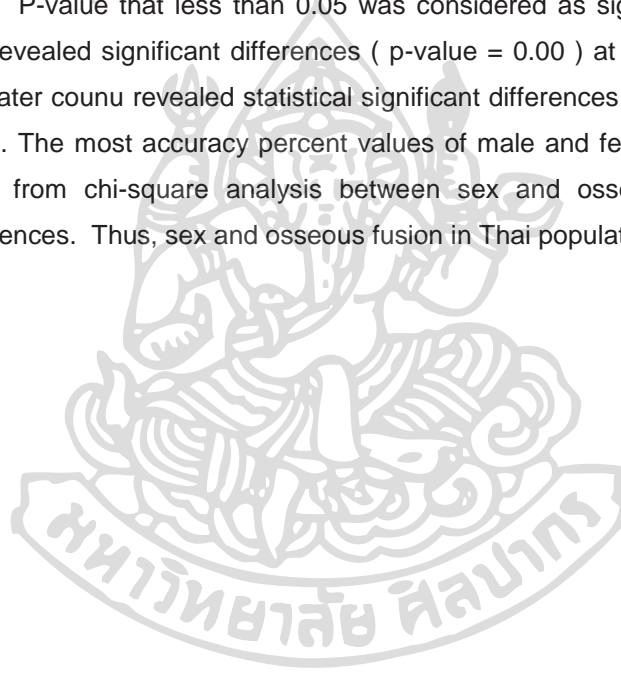 P-value that less than 0.05 was considered as sig
evealed significant differences ( p-value = 0.00 ) at
ater counu revealed statistical significant differences
. The most accuracy percent values of male and fe
from chi-square analysis between sex and osse
ences. Thus, sex and osseous fusion in Thai populat
มหาวิทยาลัย ศิลปากร